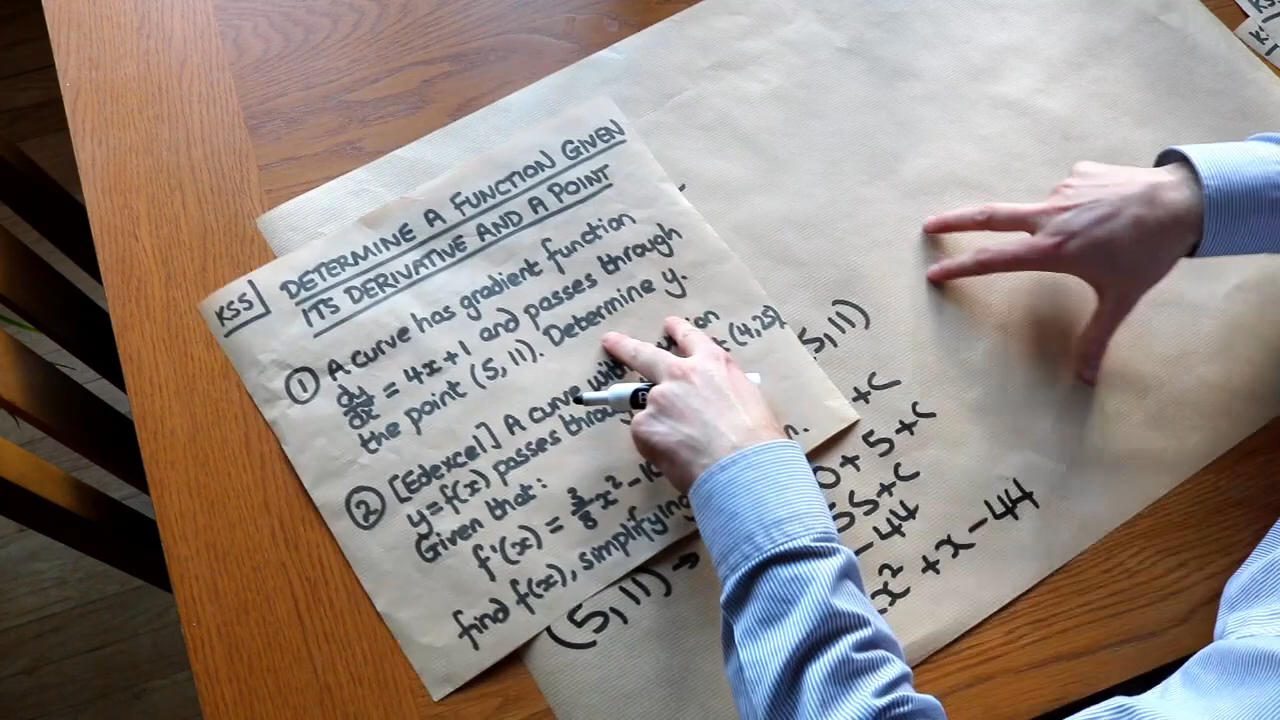 KS5
DETERMINE A FUNCTION GIVEN
ITS DERIVATIVE AND A POINT
① A curve has gradient function
dy/dx = 4x+1 and passes through
the point (5, 11). Determine y.
② [Edexcel] A curve with
y=f(x) passes (4,25).
Given that:
f'(x) = 3/8 x² -
find f(x), simplifying
5,11)
+c
0+5+c
55+c
-44
x² + x - 44
(5,11) →